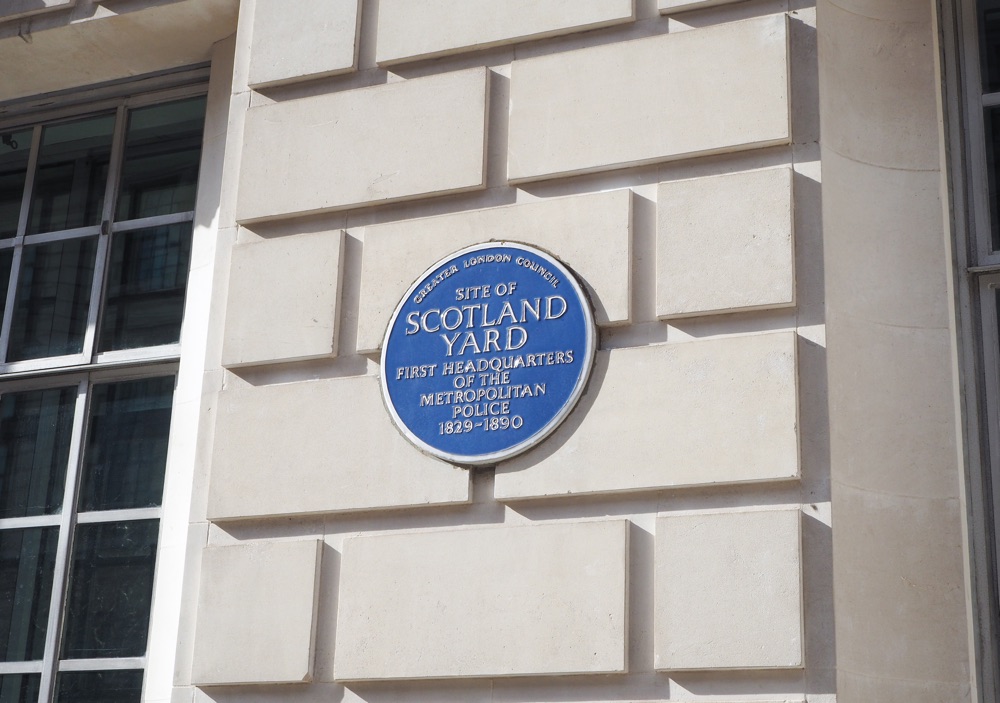 GREATER LONDON COUNCIL
SITE OF
SCOTLAND
YARD
FIRST HEADQUARTERS
OF THE
METROPOLITAN
POLICE
1829-1890